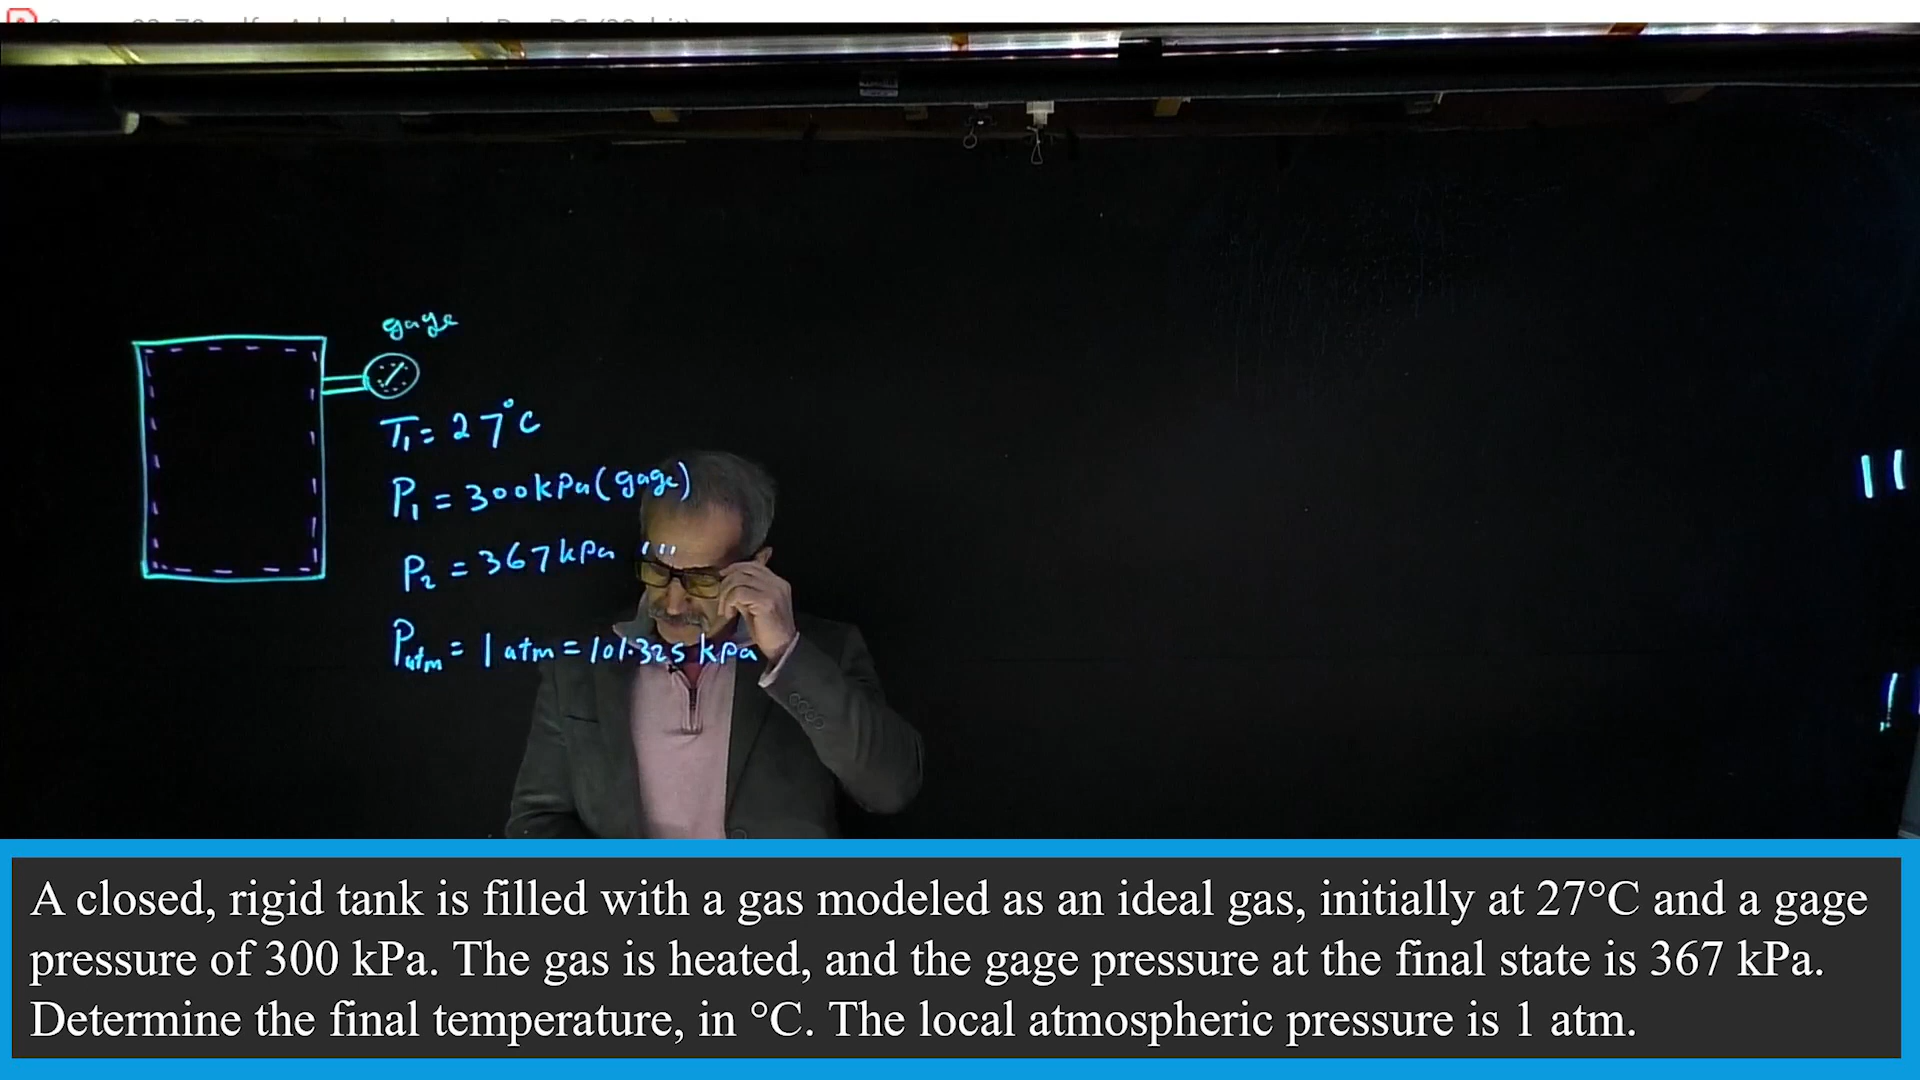 gage
T₁ = 27°C
P₁ = 300 kPa (gage)
P₂ = 367 kPa " "
Patm = 1 atm = 101.325 kPa
A closed, rigid tank is filled with a gas modeled as an ideal gas, initially at 27°C and a gage
pressure of 300 kPa. The gas is heated, and the gage pressure at the final state is 367 kPa.
Determine the final temperature, in °C. The local atmospheric pressure is 1 atm.